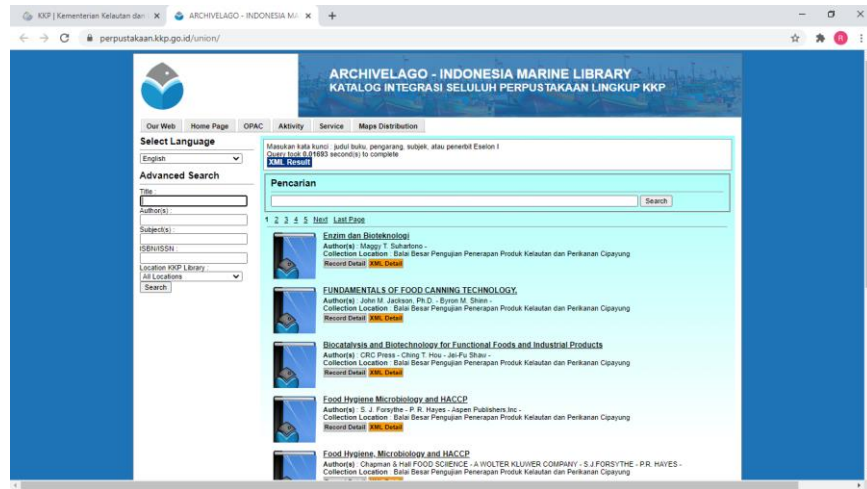 KKP | Kementerian Kelautan dan
ARCHIVELAGO - INDONESIA MA
perpustakaan.kkp.go.id/union/
R
ARCHIVELAGO - INDONESIA MARINE LIBRARY
KATALOG INTEGRASI SELULUH PERPUSTAKAAN LINGKUP KKP
Our Web Home Page OPAC Aktivity Service Maps Distribution
Select Language
English
Advanced Search
Title :
Author(s) :
Subject(s) :
ISBN/ISSN :
Location KKP Library :
All Locations
Search
Masukan kata kunci : judul buku, pengarang, subjek, atau penerbit Eselon I
Query took 0.01693 second(s) to complete
XML Result
Pencarian
Search
1 2 3 4 5 Next Last Page
Enzim dan Bioteknologi
Author(s) : Maggy T. Suhartono -
Collection Location : Balai Besar Pengujian Penerapan Produk Kelautan dan Perikanan Cipayung
Record Detail XML Detail
FUNDAMENTALS OF FOOD CANNING TECHNOLOGY.
Author(s) : John M. Jackson, Ph.D. - Byron M. Shinn -
Collection Location : Balai Besar Pengujian Penerapan Produk Kelautan dan Perikanan Cipayung
Record Detail XML Detail
Biocatalysis and Biotechnology for Functional Foods and Industrial Products
Author(s) : CRC Press - Ching T. Hou - Jei-Fu Shaw -
Collection Location : Balai Besar Pengujian Penerapan Produk Kelautan dan Perikanan Cipayung
Record Detail XML Detail
Food Hygiene Microbiology and HACCP
Author(s) : S. J. Forsythe - P. R. Hayes - Aspen Publishers.Inc -
Collection Location : Balai Besar Pengujian Penerapan Produk Kelautan dan Perikanan Cipayung
Record Detail XML Detail
Food Hygiene, Microbiology and HACCP
Author(s) : Chapman & Hall FOOD SCIIENCE - A WOLTER KLUWER COMPANY - S.J.FORSYTHE - P.R. HAYES -
Collection Location : Balai Besar Pengujian Penerapan Produk Kelautan dan Perikanan Cipayung